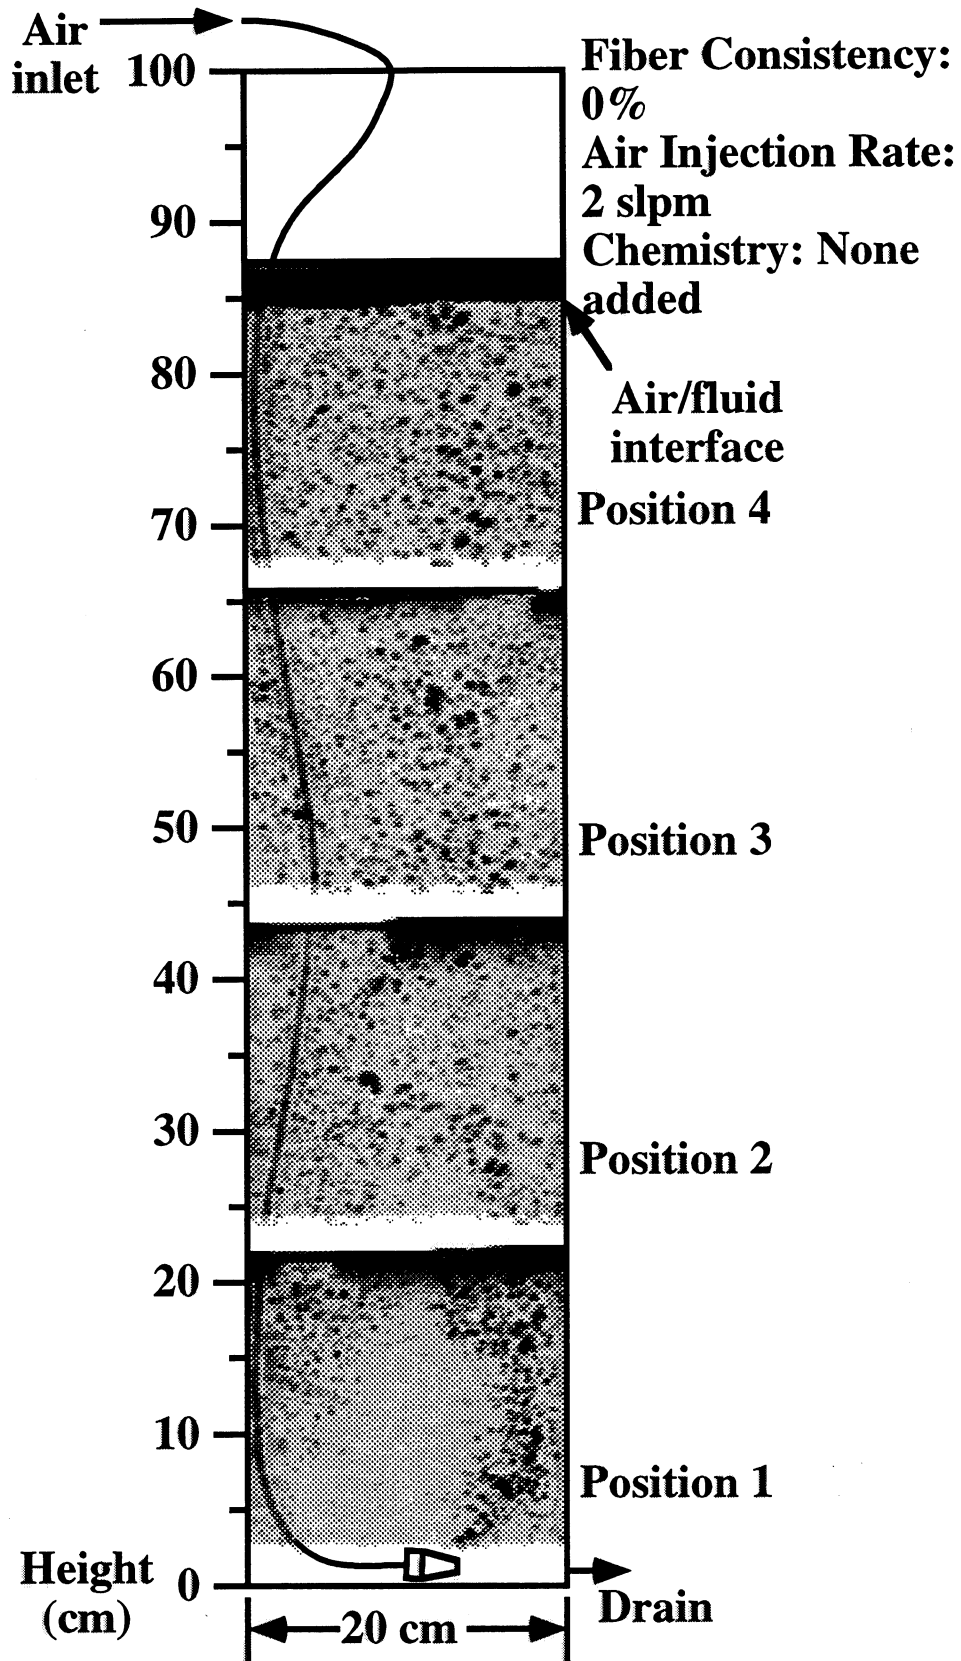 Air
inlet
Fiber Consistency:
0%
Air Injection Rate:
2 slpm
Chemistry: None
added
Air/fluid
interface
100
90
80
70
60
50
40
30
20
10
0
Position 4
Position 3
Position 2
Position 1
Height
(cm)
20 cm
Drain